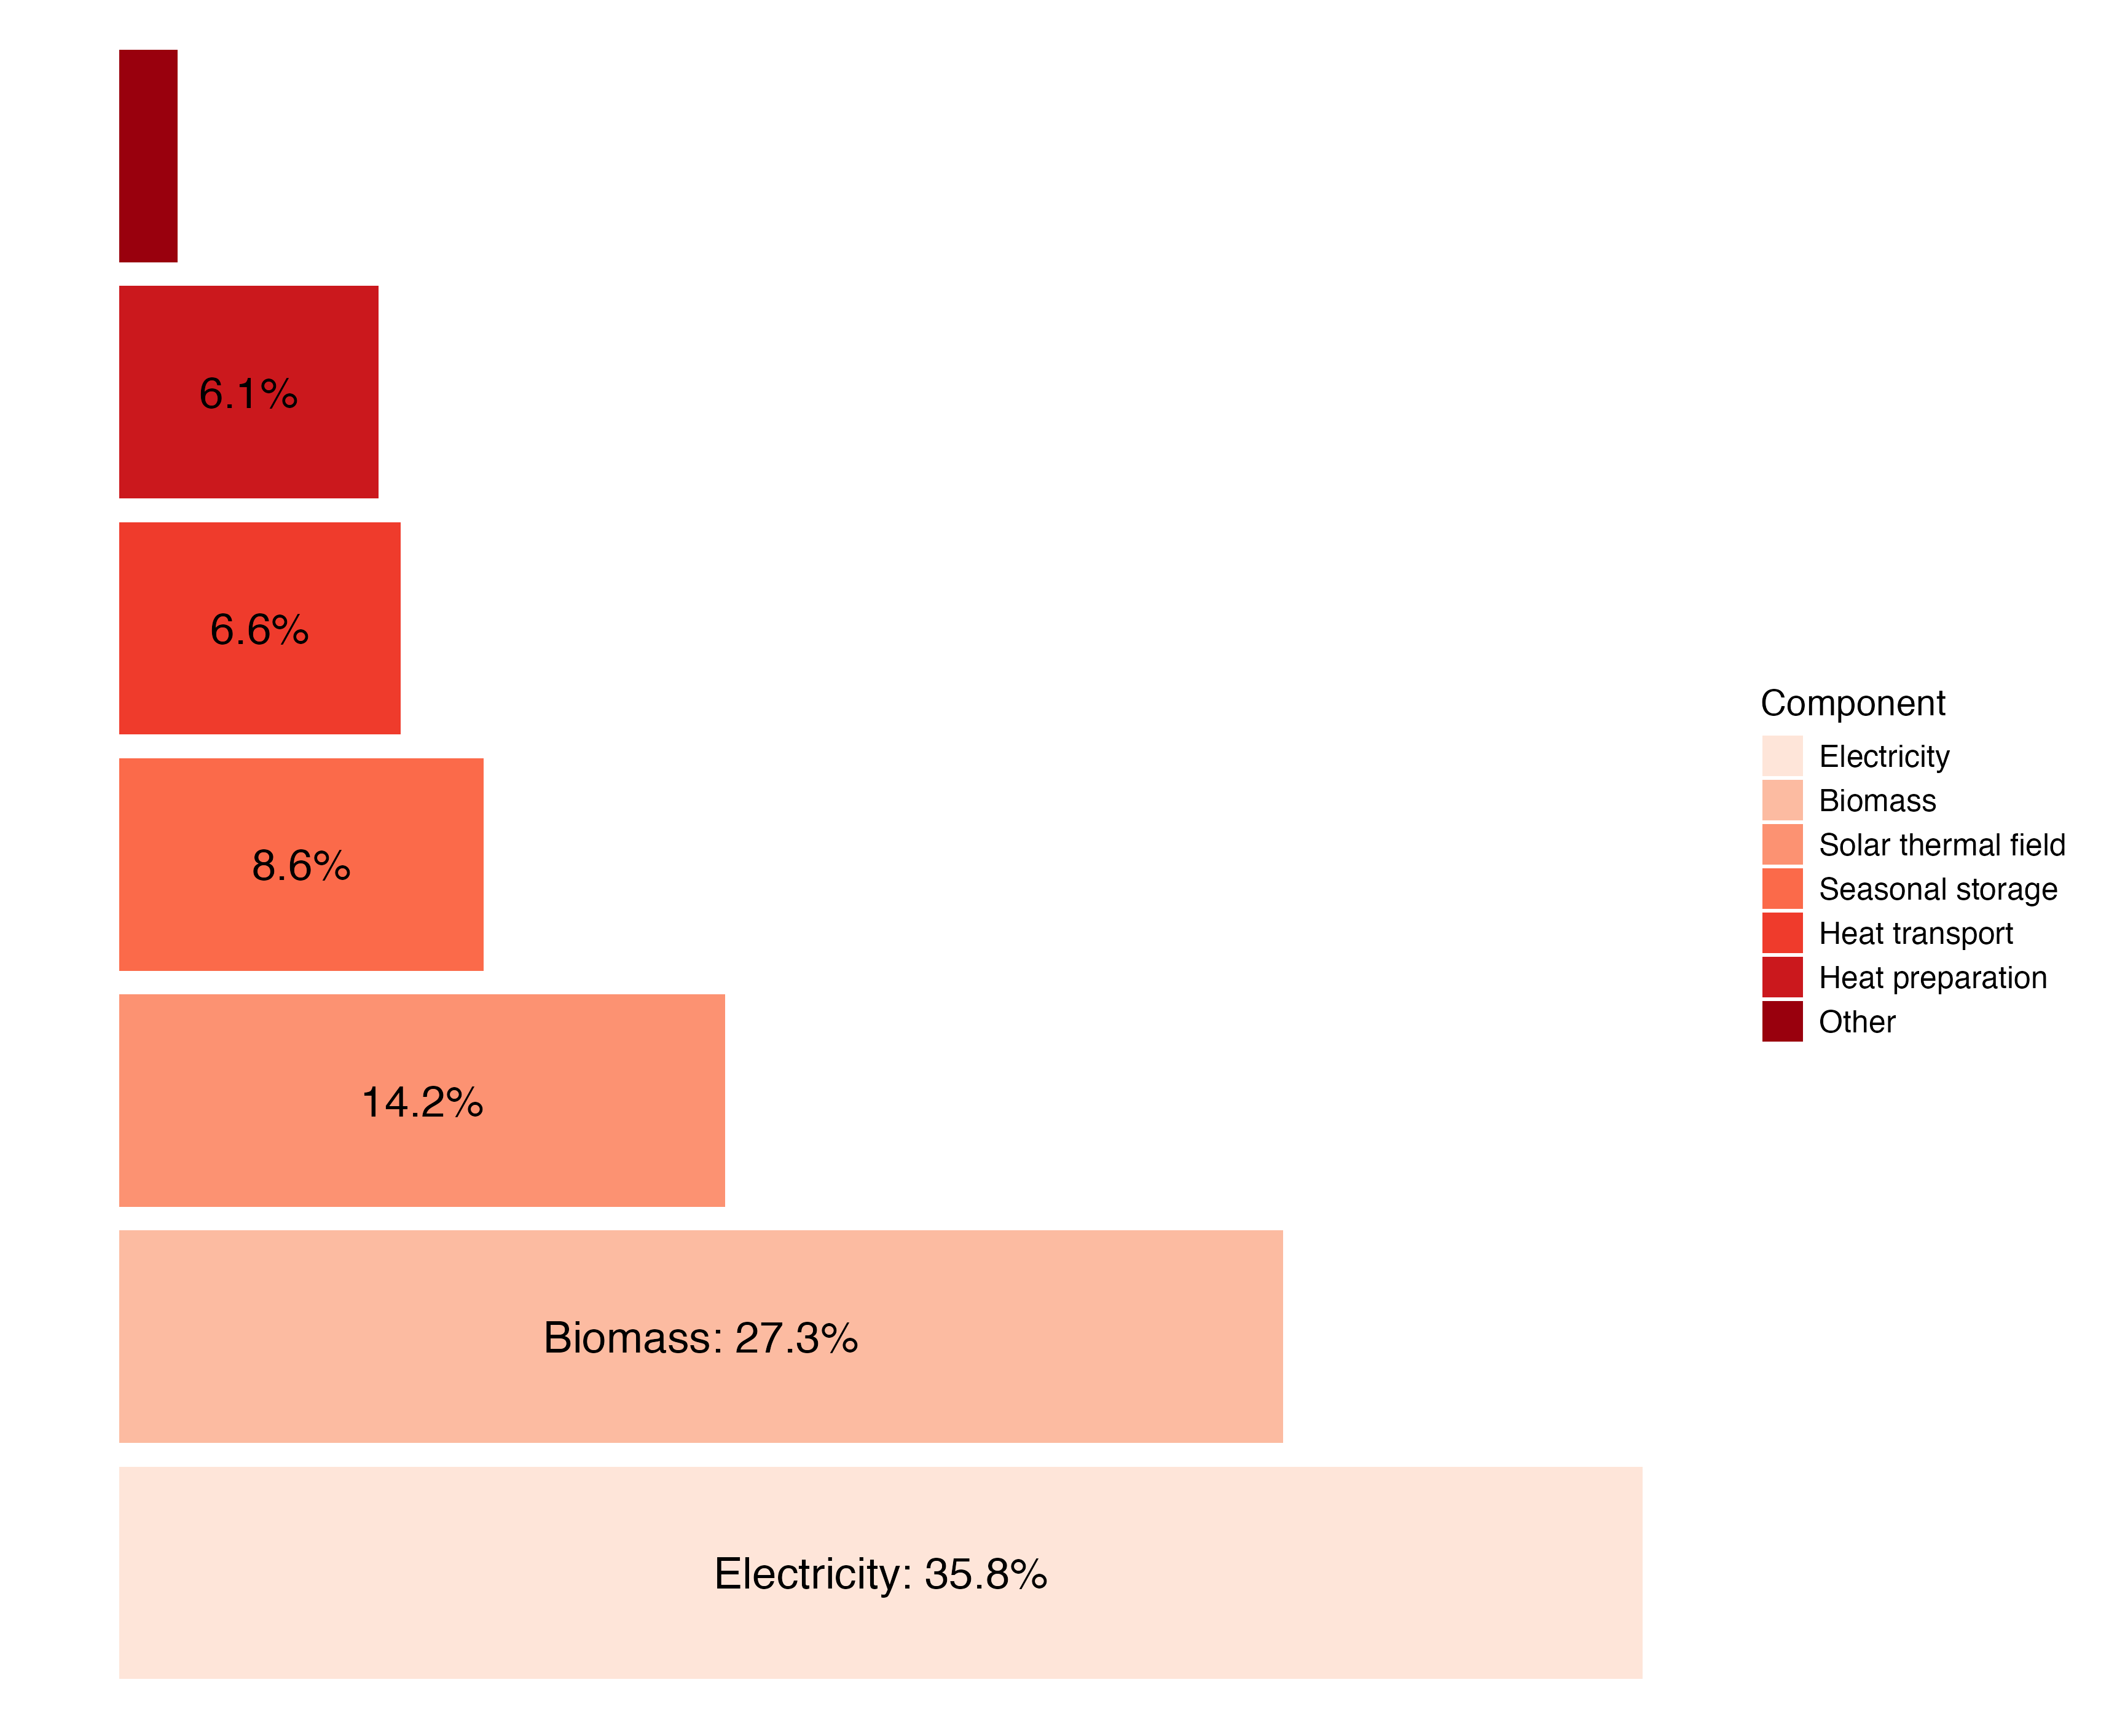 6.1%
6.6%
8.6%
14.2%
Biomass: 27.3%
Electricity: 35.8%
Component
Electricity
Biomass
Solar thermal field
Seasonal storage
Heat transport
Heat preparation
Other